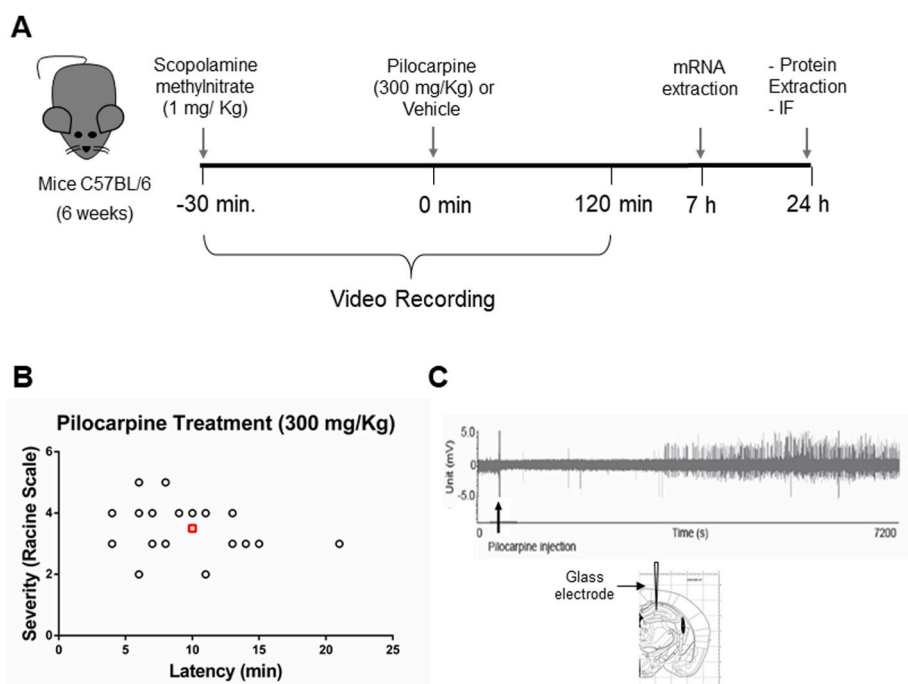 A
Scopolamine
methylnitrate
(1 mg/ Kg)
Pilocarpine
(300 mg/Kg) or
Vehicle
mRNA
extraction
- Protein
Extraction
- IF
Mice C57BL/6
(6 weeks)
-30 min.
0 min
120 min
7 h
24 h
Video Recording
B
Pilocarpine Treatment (300 mg/Kg)
Severity (Racine Scale)
6
4
2
0
0
5
10
15
20
25
Latency (min)
C
Unit (mV)
5.0
0
-5.0
0
Time (s)
7200
Pilocarpine injection
Glass
electrode